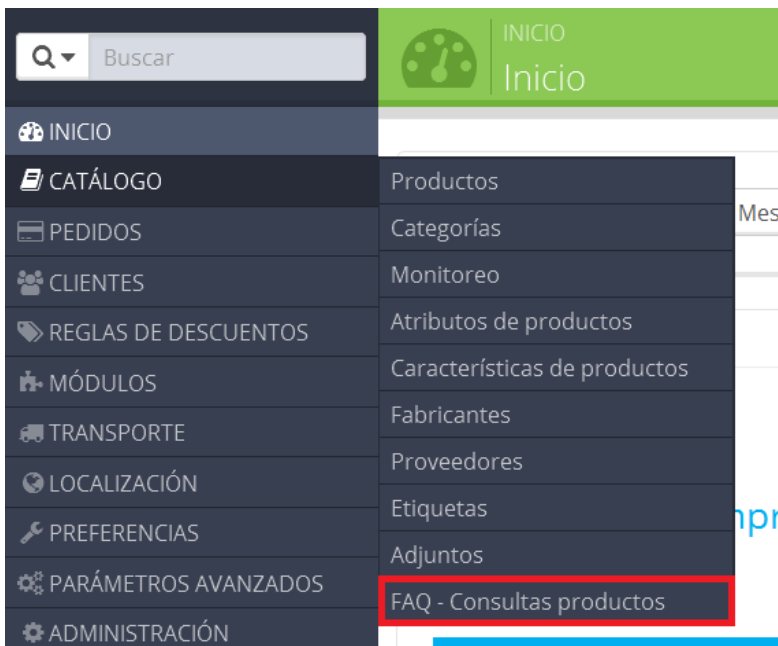 Buscar
INICIO
Inicio
INICIO
CATÁLOGO
PEDIDOS
CLIENTES
REGLAS DE DESCUENTOS
MÓDULOS
TRANSPORTE
LOCALIZACIÓN
PREFERENCIAS
PARÁMETROS AVANZADOS
ADMINISTRACIÓN
Productos
Categorías
Monitoreo
Atributos de productos
Características de productos
Fabricantes
Proveedores
Etiquetas
Adjuntos
FAQ - Consultas productos
Mes